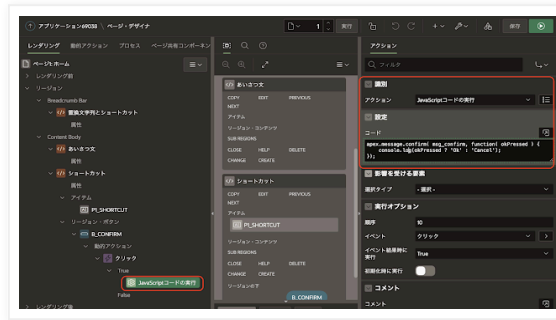 アプリケーション69038 \ ページ・デザイナ
1
実行
保存
レンダリング 動的アクション プロセス ページ共有コンポーネン
ページ1: ホーム
レンダリング前
リージョン
Breadcrumb Bar
置換文字列とショートカット
属性
Content Body
あいさつ文
属性
ショートカット
属性
アイテム
P1_SHORTCUT
リージョン・ボタン
B_CONFIRM
動的アクション
クリック
True
JavaScriptコードの実行
False
レンダリング後
あいさつ文
COPY EDIT PREVIOUS
NEXT
アイテム
リージョン・コンテンツ
SUB REGIONS
CLOSE HELP DELETE
CHANGE CREATE
ショートカット
COPY EDIT PREVIOUS
NEXT
アイテム
P1_SHORTCUT
リージョン・コンテンツ
SUB REGIONS
CLOSE HELP DELETE
CHANGE CREATE
リージョンの下
B_CONFIRM
アクション
フィルタ
識別
アクション JavaScriptコードの実行
設定
コード
apex.message.confirm( msg_confirm, function( okPressed ) {
console.log(okPressed ? 'Ok' : 'Cancel');
});
影響を受ける要素
選択タイプ - 選択 -
実行オプション
順序 10
イベント クリック
イベント結果時に実行 True
初期化時に実行
コメント
コメント